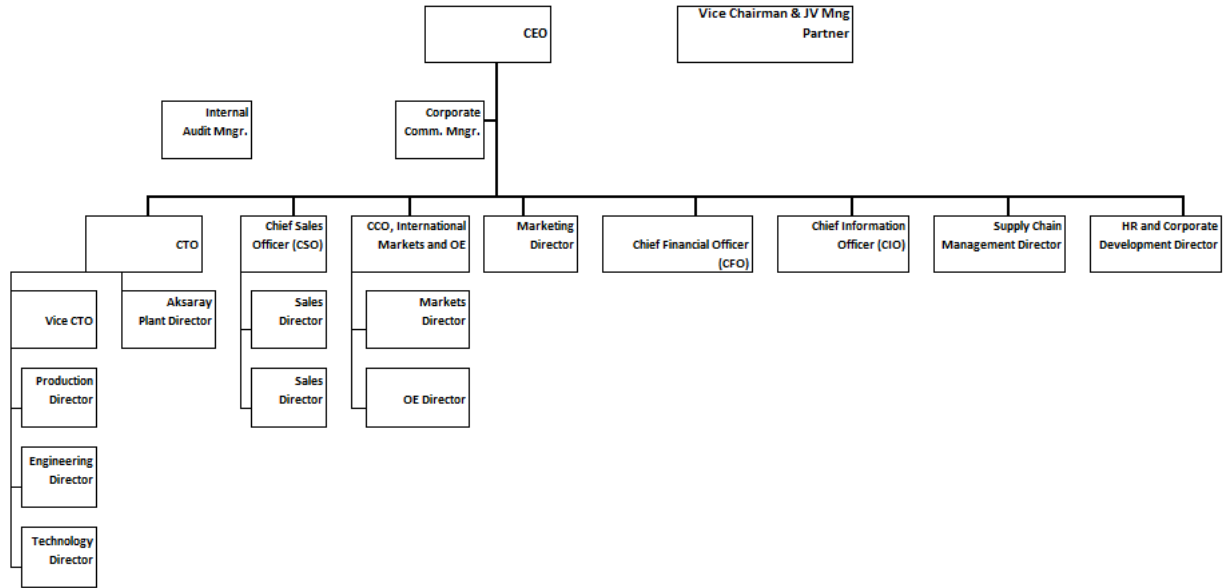 CEO
Vice Chairman & JV Mng
Partner
Internal
Audit Mngr.
Corporate
Comm. Mngr.
CTO
Chief Sales
Officer (CSO)
CCO, International
Markets and OE
Marketing
Director
Chief Financial Officer
(CFO)
Chief Information
Officer (CIO)
Supply Chain
Management Director
HR and Corporate
Development Director
Vice CTO
Aksaray
Plant Director
Sales
Director
Markets
Director
Production
Director
Sales
Director
OE Director
Engineering
Director
Technology
Director